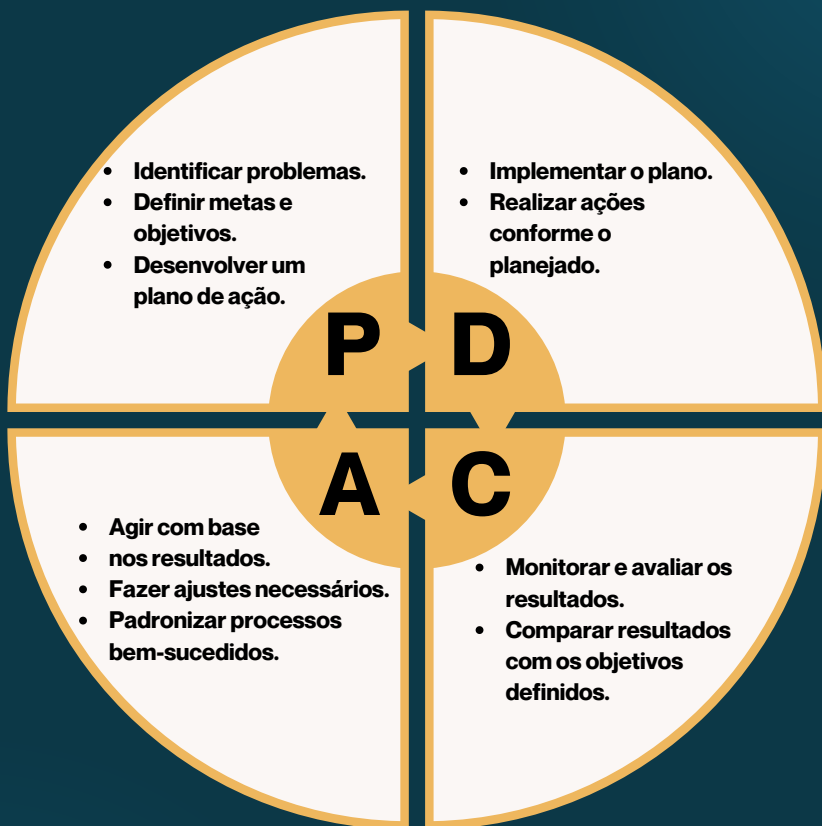 • Identificar problemas.
• Definir metas e
objetivos.
• Desenvolver um
plano de ação.
P
• Implementar o plano.
• Realizar ações
conforme o
planejado.
D
• Agir com base
• nos resultados.
• Fazer ajustes necessários.
• Padronizar processos
bem-sucedidos.
A
• Monitorar e avaliar os
resultados.
• Comparar resultados
com os objetivos
definidos.
C